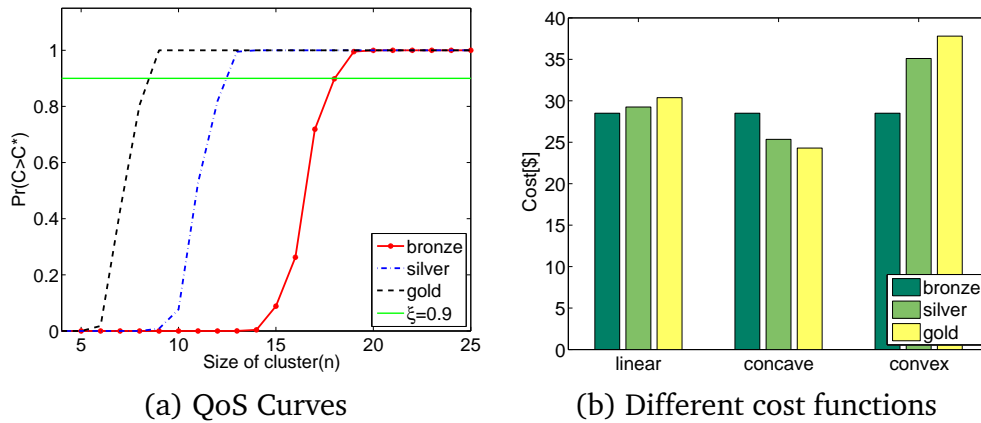 Pr(C>C*)
1
0.8
0.6
0.4
0.2
0
5 10 15 20 25
Size of cluster(n)
bronze
silver
gold
ξ=0.9
(a) QoS Curves
Cost[$]
40
35
30
25
20
15
10
5
0
linear concave convex
bronze
silver
gold
(b) Different cost functions